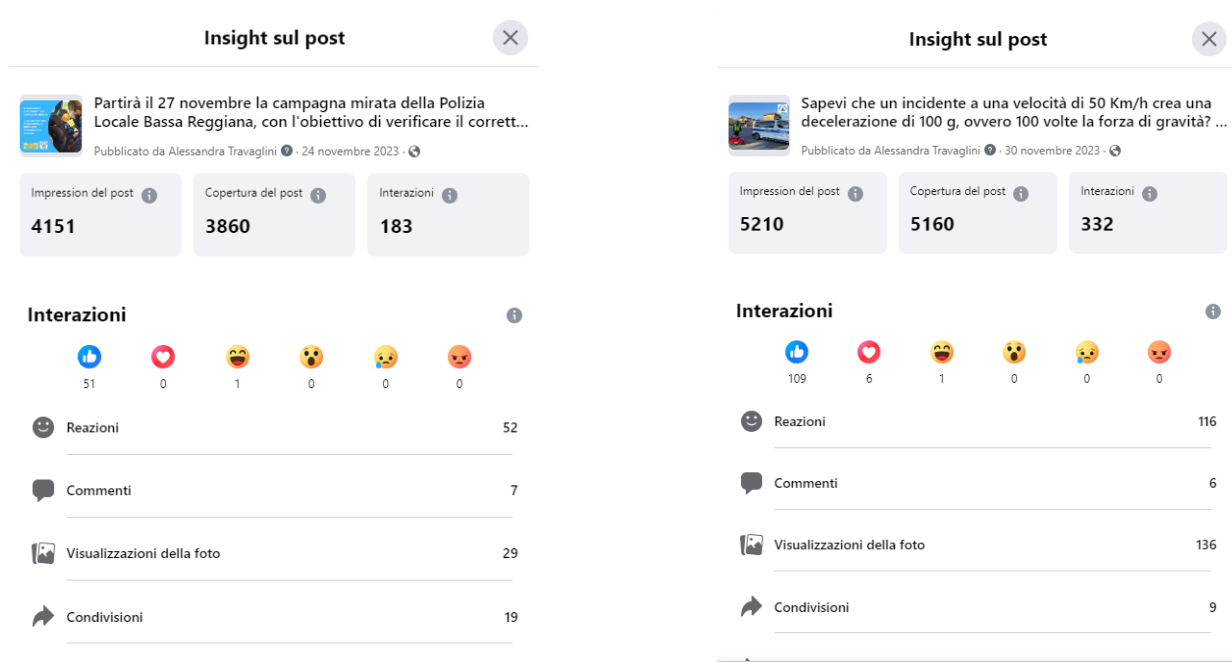 Insight sul post
Partirà il 27 novembre la campagna mirata della Polizia
Locale Bassa Reggiana, con l'obiettivo di verificare il corrett...
Pubblicato da Alessandra Travaglini · 24 novembre 2023 ·
Impression del post
4151
Copertura del post
3860
Interazioni
183
Interazioni
51
0
1
0
0
0
Reazioni 52
Commenti 7
Visualizzazioni della foto 29
Condivisioni 19
Insight sul post
Sapevi che un incidente a una velocità di 50 Km/h crea una
decelerazione di 100 g, ovvero 100 volte la forza di gravità? ...
Pubblicato da Alessandra Travaglini · 30 novembre 2023 ·
Impression del post
5210
Copertura del post
5160
Interazioni
332
Interazioni
109
6
1
0
0
0
Reazioni 116
Commenti 6
Visualizzazioni della foto 136
Condivisioni 9